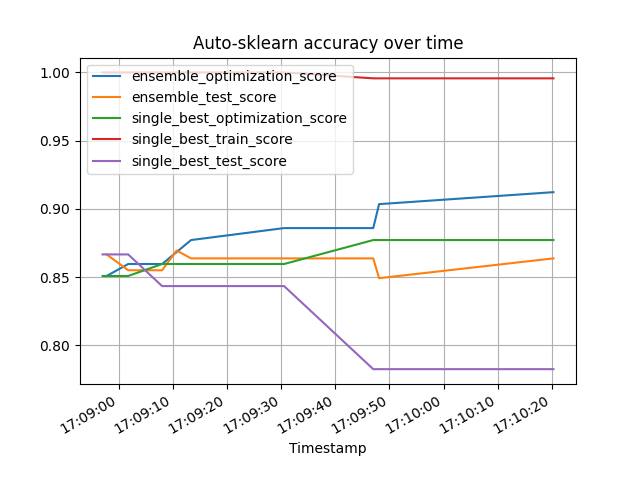 Auto-sklearn accuracy over time
1.00
0.95
0.90
0.85
0.80
ensemble_optimization_score
ensemble_test_score
single_best_optimization_score
single_best_train_score
single_best_test_score
17:09:00
17:09:10
17:09:20
17:09:30
17:09:40
17:09:50
17:10:00
17:10:10
17:10:20
Timestamp